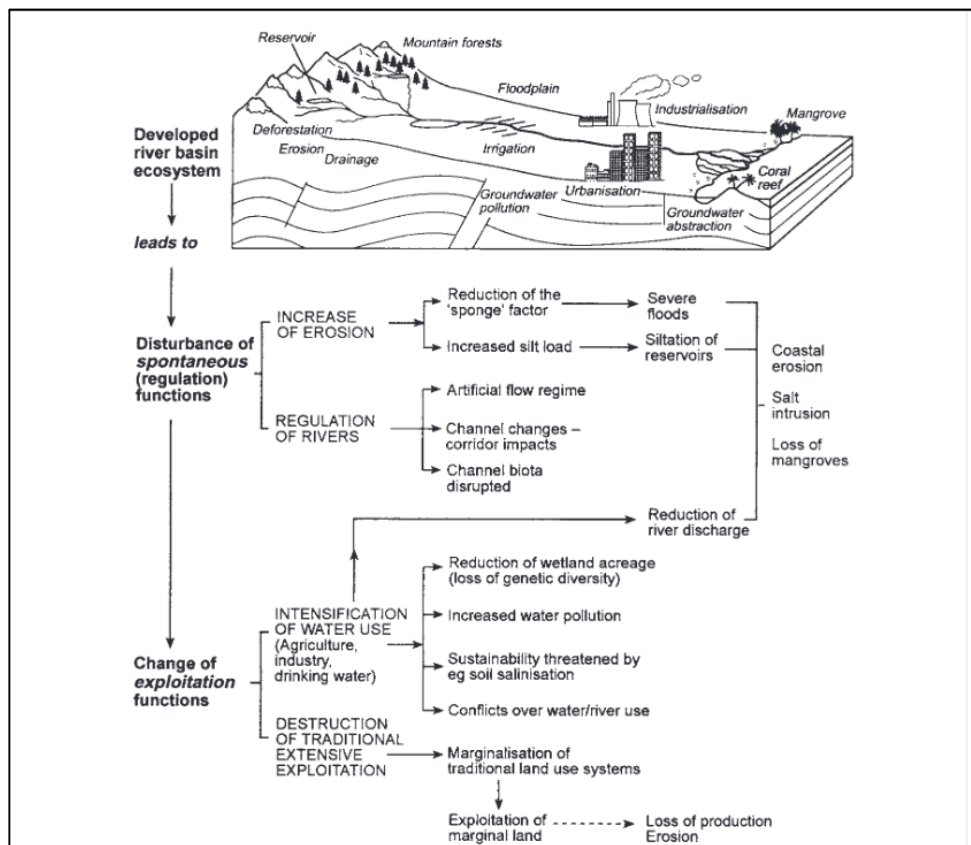 Reservoir
Mountain forests
Floodplain
Industrialisation
Mangrove
Deforestation
Erosion
Drainage
Irrigation
Urbanisation
Coral
reef
Groundwater
pollution
Groundwater
abstraction
Developed
river basin
ecosystem
leads to
Disturbance of
spontaneous
(regulation)
functions
INCREASE
OF EROSION
Reduction of the
'sponge' factor
Severe
floods
Increased silt load
Siltation of
reservoirs
Coastal
erosion
Salt
intrusion
Loss of
mangroves
REGULATION
OF RIVERS
Artificial flow regime
Channel changes –
corridor impacts
Channel biota
disrupted
Reduction of
river discharge
Change of
exploitation
functions
INTENSIFICATION
OF WATER USE
(Agriculture,
industry,
drinking water)
Reduction of wetland acreage
(loss of genetic diversity)
Increased water pollution
Sustainability threatened by
eg soil salinisation
Conflicts over water/river use
DESTRUCTION
OF TRADITIONAL
EXTENSIVE
EXPLOITATION
Marginalisation of
traditional land use systems
Exploitation of
marginal land
Loss of production
Erosion